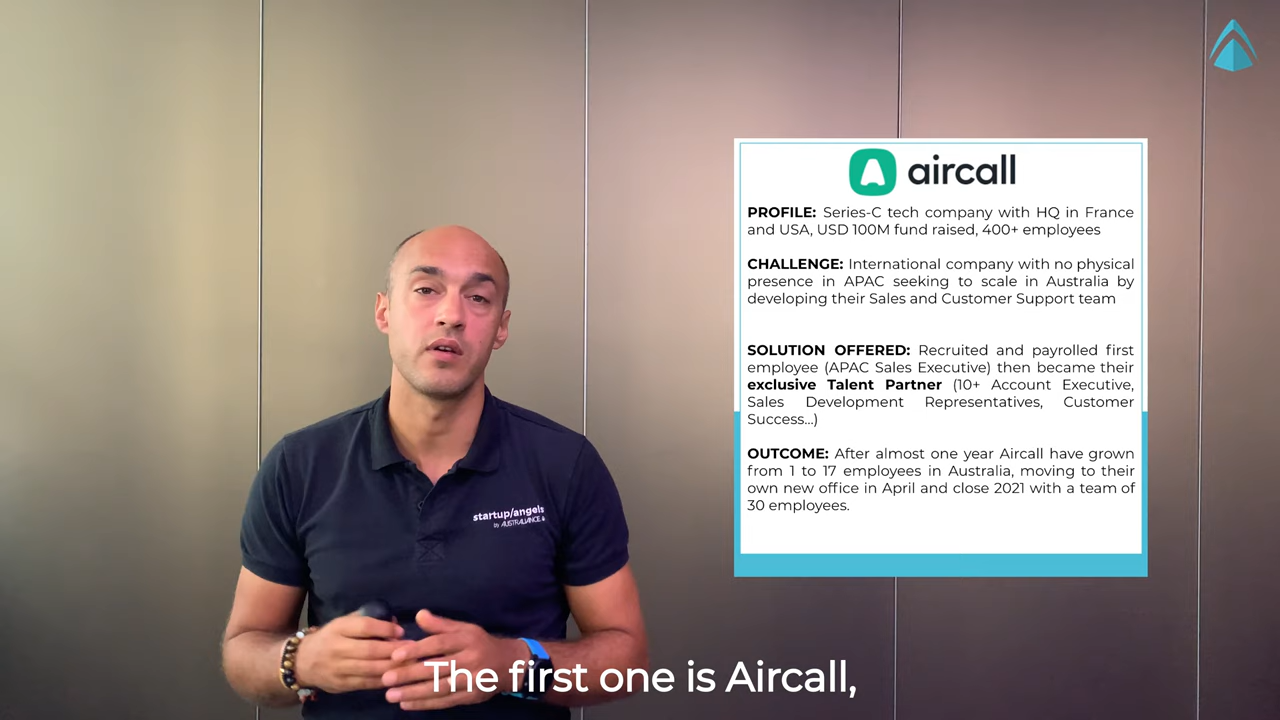 aircall
PROFILE: Series-C tech company with HQ in France
and USA, USD 100M fund raised, 400+ employees
CHALLENGE: International company with no physical
presence in APAC seeking to scale in Australia by
developing their Sales and Customer Support team
SOLUTION OFFERED: Recruited and payrolled first
employee (APAC Sales Executive) then became their
exclusive Talent Partner (10+ Account Executive,
Sales Development Representatives, Customer
Success...)
OUTCOME: After almost one year Aircall have grown
from 1 to 17 employees in Australia, moving to their
own new office in April and close 2021 with a team of
30 employees.
startup/angels
by AUSTRALIANCE
The first one is Aircall,